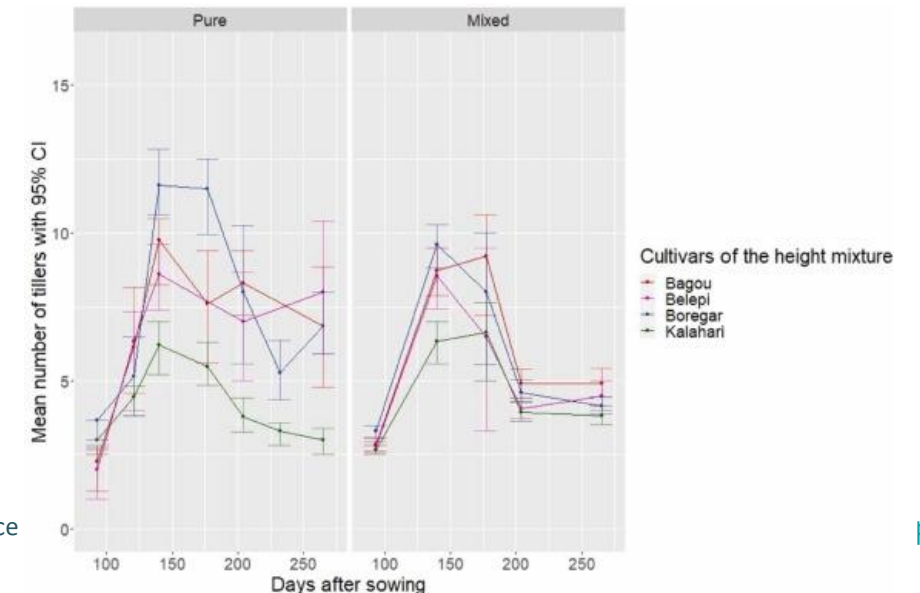 Pure
Mixed
Mean number of tillers with 95% CI
15
10
5
0
100 150 200 250
100 150 200 250
Days after sowing
Cultivars of the height mixture
Bagou
Belepi
Boregar
Kalahari
ce